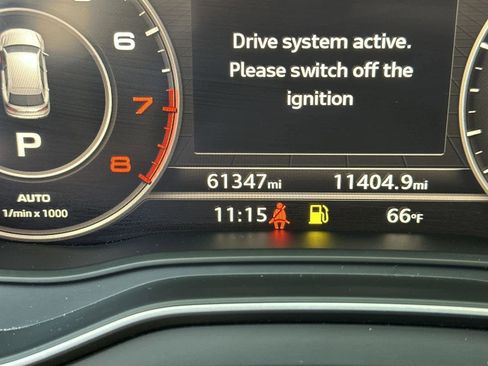 6
Drive system active.
Please switch off the
ignition
7
P
8
AUTO
1/min x 1000
61347mi 11404.9mi
11:15 66°F